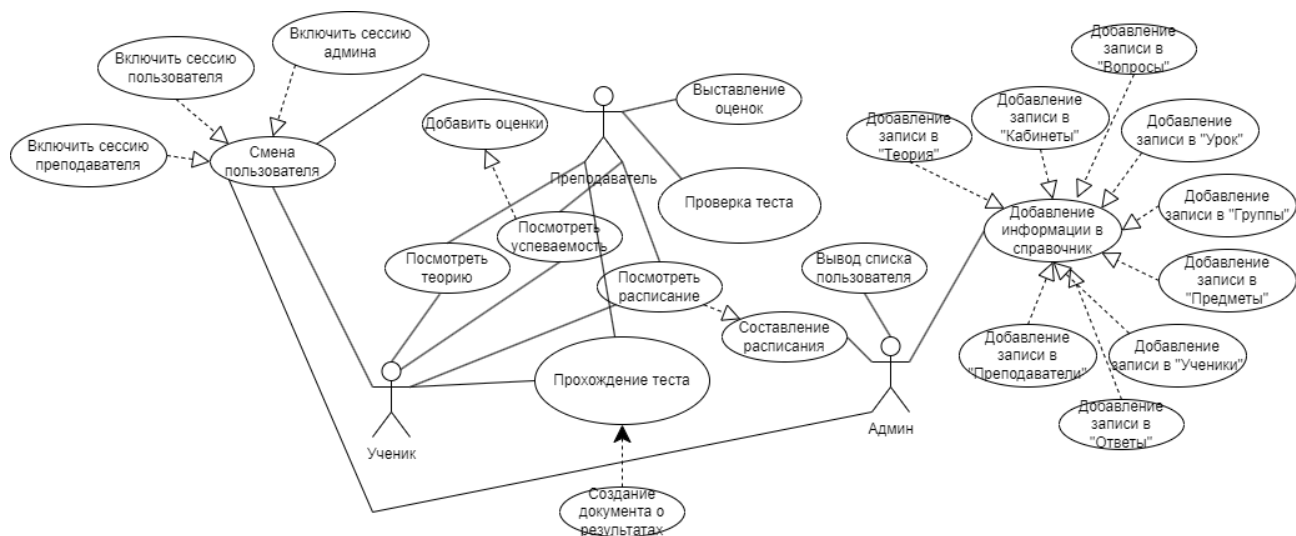 Включить сессию
пользователя
Включить сессию
админа
Включить сессию
преподавателя
Смена
пользователя
Добавить оценки
Выставление
оценок
Преподаватель
Проверка теста
Посмотреть
теорию
Посмотреть
успеваемость
Посмотреть
расписание
Вывод списка
пользователя
Составление
расписания
Прохождение теста
Ученик
Админ
Создание
документа о
результатах
Добавление
записи в
"Вопросы"
Добавление
записи в
"Теория"
Добавление
записи в
"Кабинеты"
Добавление
записи в "Урок"
Добавление
информации в
справочник
Добавление
записи в "Группы"
Добавление
записи в
"Предметы"
Добавление
записи в
"Преподаватели"
Добавление
записи в "Ученики"
Добавление
записи в
"Ответы"